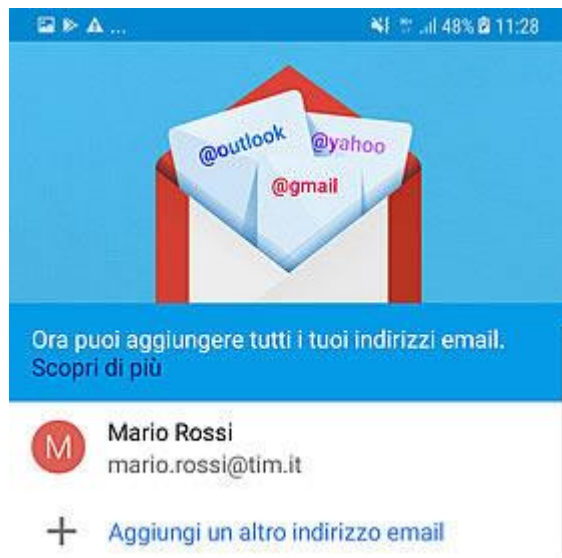 ... 48% 11:28
@outlook
@yahoo
@gmail
Ora puoi aggiungere tutti i tuoi indirizzi email.
Scopri di più
M
Mario Rossi
mario.rossi@tim.it
+ Aggiungi un altro indirizzo email